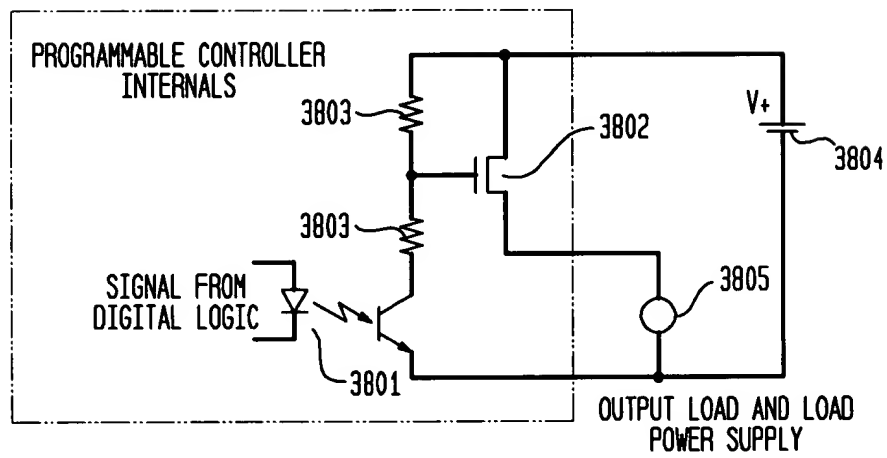 PROGRAMMABLE CONTROLLER
INTERNALS
3803
3802
V+
3804
3803
SIGNAL FROM
DIGITAL LOGIC
3805
3801
OUTPUT LOAD AND LOAD
POWER SUPPLY